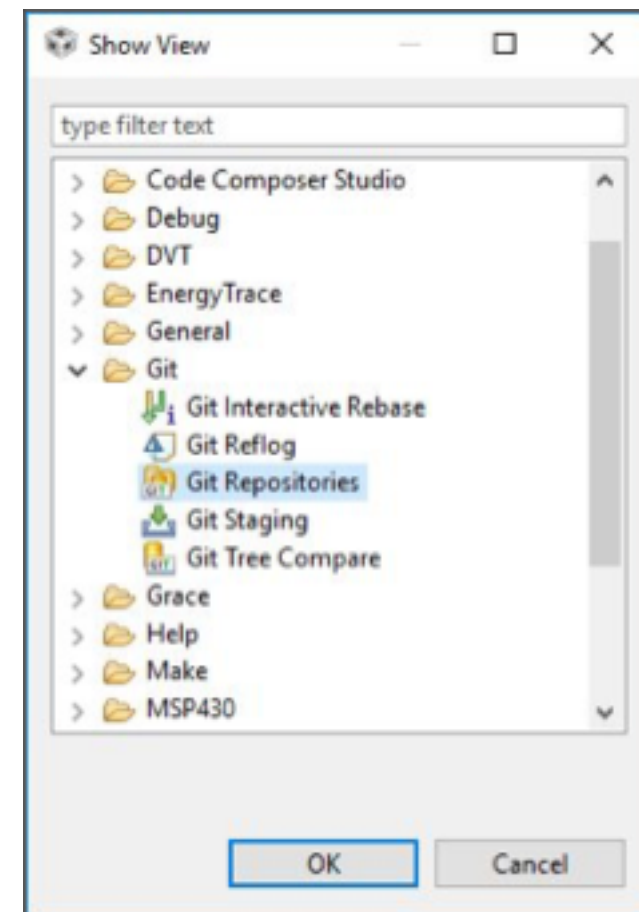 Show View
type filter text
Code Composer Studio
Debug
DVT
EnergyTrace
General
Git
Git Interactive Rebase
Git Reflog
Git Repositories
Git Staging
Git Tree Compare
Grace
Help
Make
MSP430
OK
Cancel